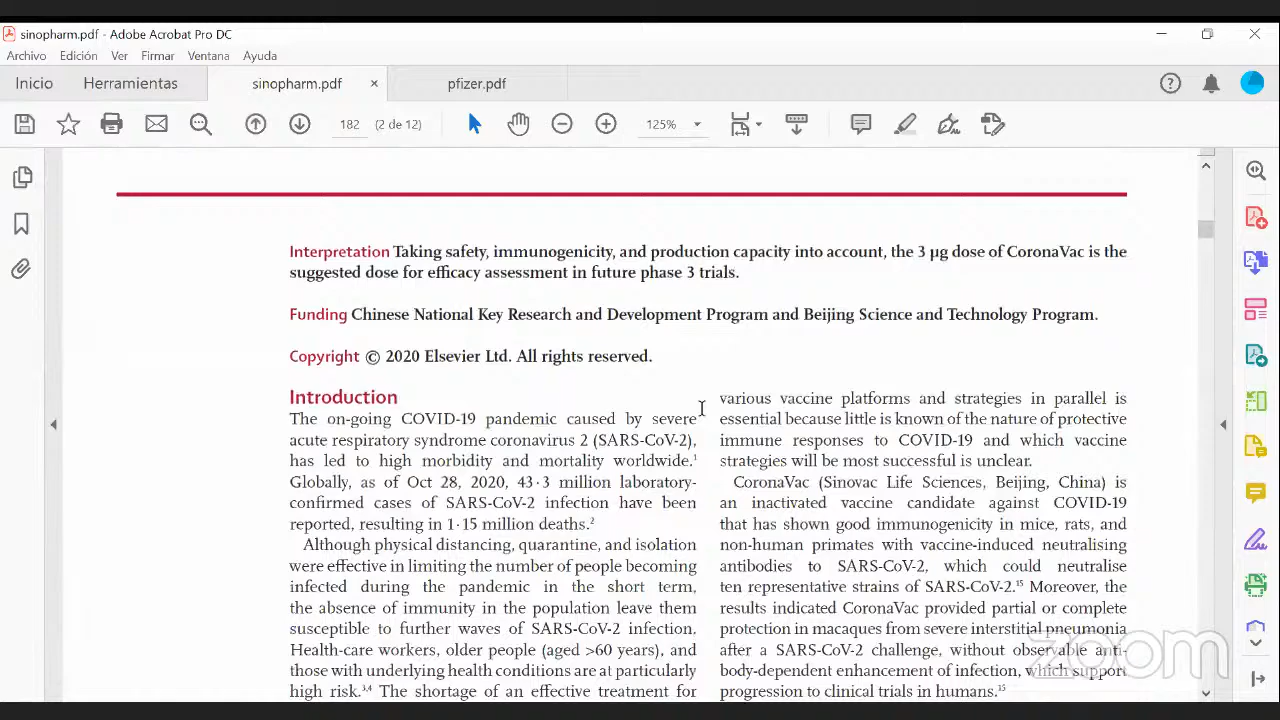 sinopharm.pdf - Adobe Acrobat Pro DC
Archivo Edición Ver Firmar Ventana Ayuda
Inicio Herramientas sinopharm.pdf × pfizer.pdf
182 (2 de 12) 125%
Interpretation Taking safety, immunogenicity, and production capacity into account, the 3 μg dose of CoronaVac is the
suggested dose for efficacy assessment in future phase 3 trials.
Funding Chinese National Key Research and Development Program and Beijing Science and Technology Program.
Copyright © 2020 Elsevier Ltd. All rights reserved.
Introduction
The on-going COVID-19 pandemic caused by severe
acute respiratory syndrome coronavirus 2 (SARS-CoV-2),
has led to high morbidity and mortality worldwide.¹
Globally, as of Oct 28, 2020, 43·3 million laboratory-
confirmed cases of SARS-CoV-2 infection have been
reported, resulting in 1·15 million deaths.²
Although physical distancing, quarantine, and isolation
were effective in limiting the number of people becoming
infected during the pandemic in the short term,
the absence of immunity in the population leave them
susceptible to further waves of SARS-CoV-2 infection.
Health-care workers, older people (aged >60 years), and
those with underlying health conditions are at particularly
high risk.³,⁴ The shortage of an effective treatment for
various vaccine platforms and strategies in parallel is
essential because little is known of the nature of protective
immune responses to COVID-19 and which vaccine
strategies will be most successful is unclear.
CoronaVac (Sinovac Life Sciences, Beijing, China) is
an inactivated vaccine candidate against COVID-19
that has shown good immunogenicity in mice, rats, and
non-human primates with vaccine-induced neutralising
antibodies to SARS-CoV-2, which could neutralise
ten representative strains of SARS-CoV-2.¹⁵ Moreover, the
results indicated CoronaVac provided partial or complete
protection in macaques from severe interstitial pneumonia
after a SARS-CoV-2 challenge, without observable anti-
body-dependent enhancement of infection, which support
progression to clinical trials in humans.¹⁵
zoom